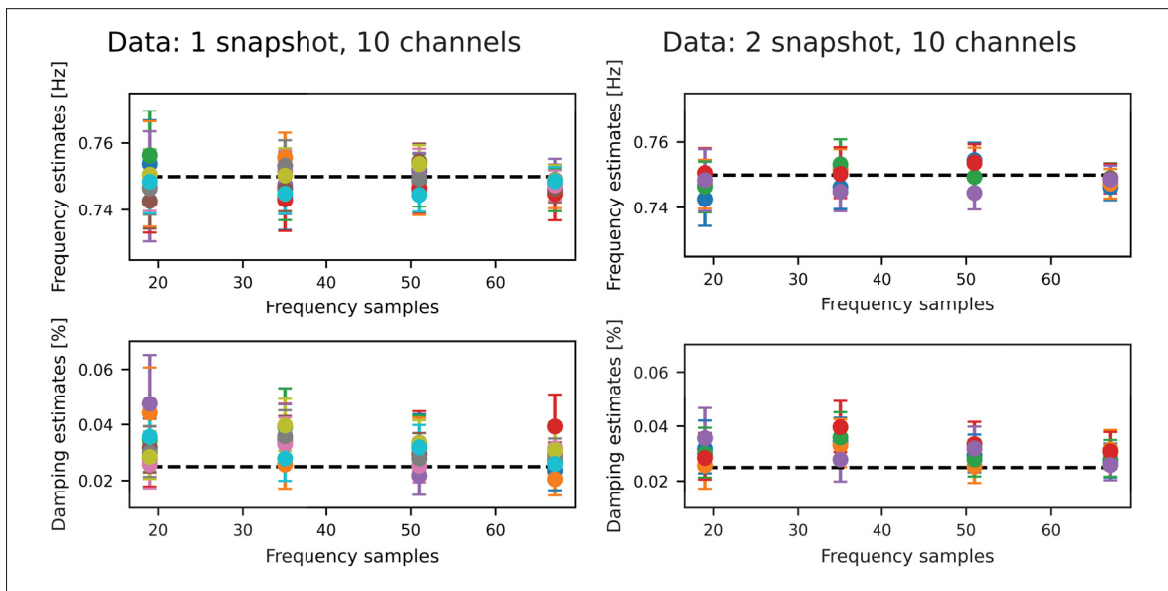 Data: 1 snapshot, 10 channels
Frequency estimates [Hz]
0.76
0.74
20 30 40 50 60
Frequency samples
Damping estimates [%]
0.06
0.04
0.02
20 30 40 50 60
Frequency samples
Data: 2 snapshot, 10 channels
Frequency estimates [Hz]
0.76
0.74
20 30 40 50 60
Frequency samples
Damping estimates [%]
0.06
0.04
0.02
20 30 40 50 60
Frequency samples